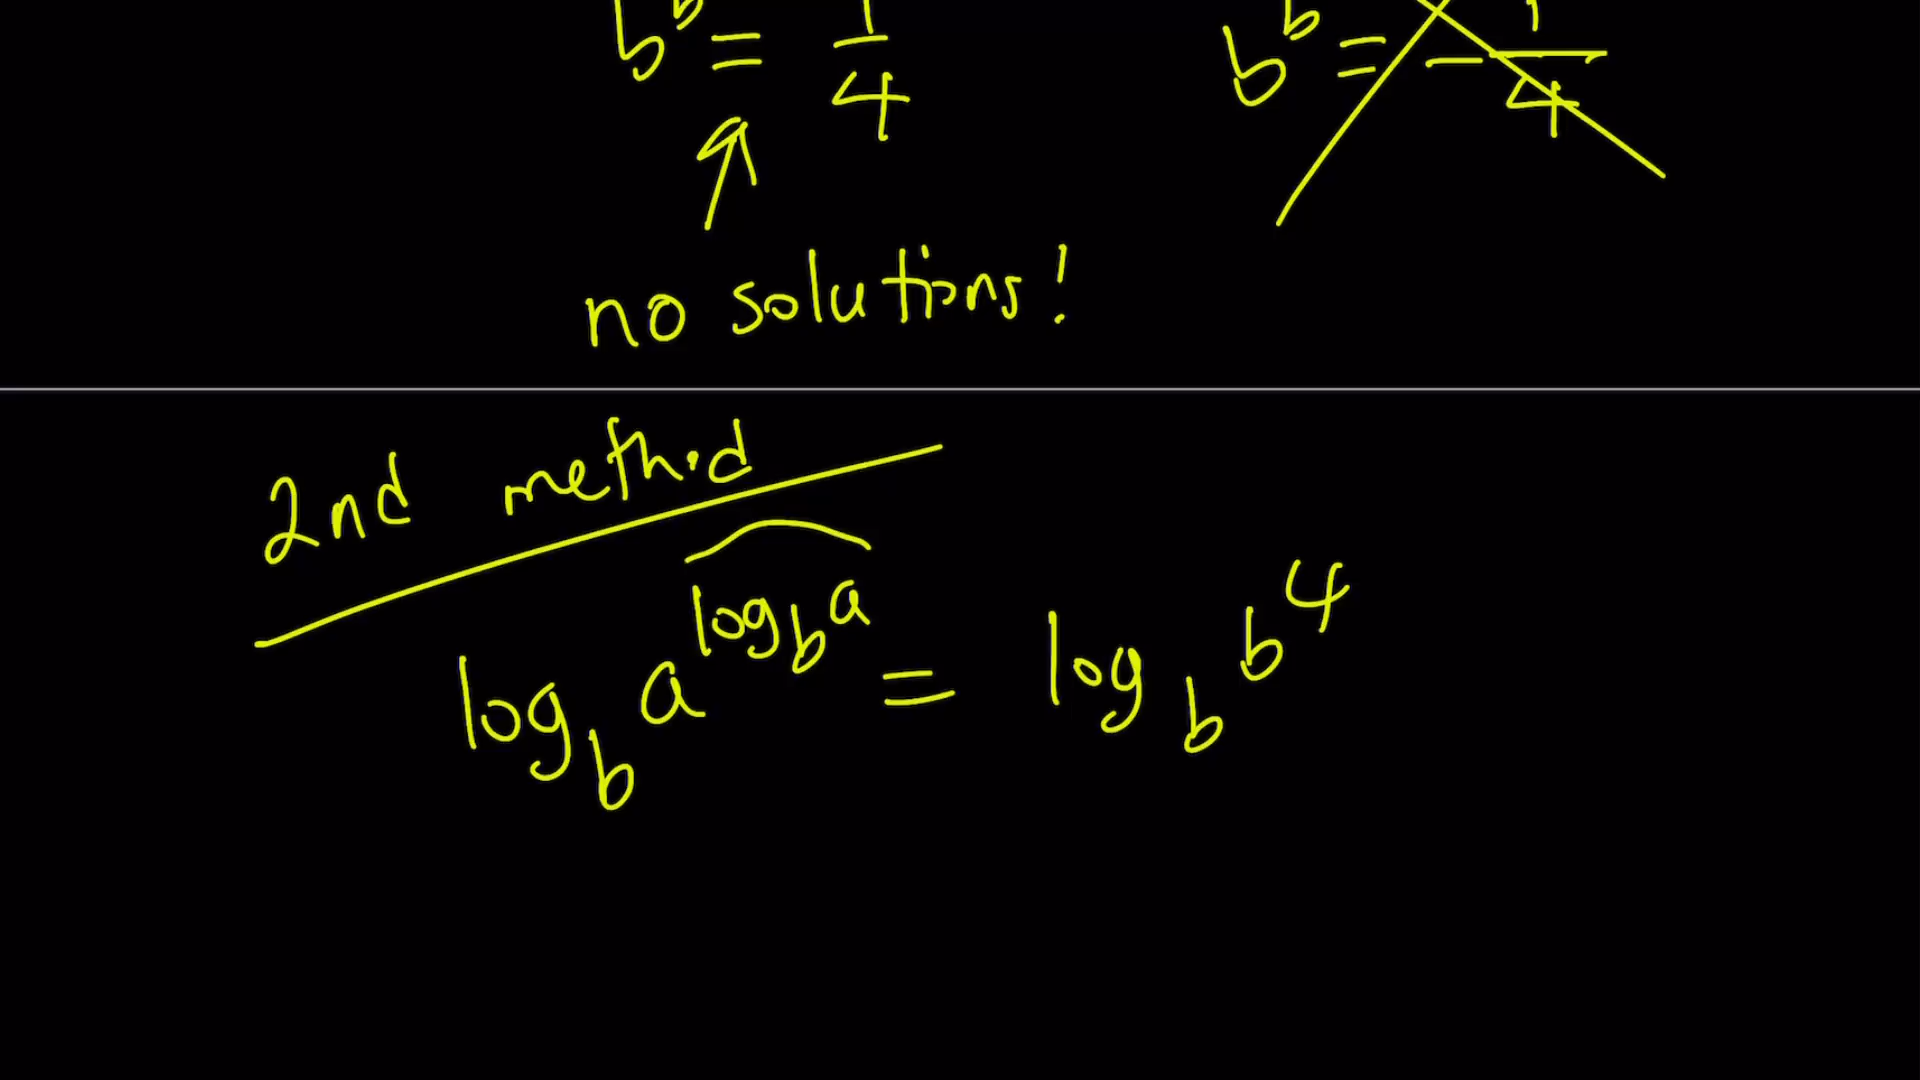 b^b = 1/4    b^b = -1/4
no solutions!
2nd method
log_b a^(log_b a) = log_b b^4